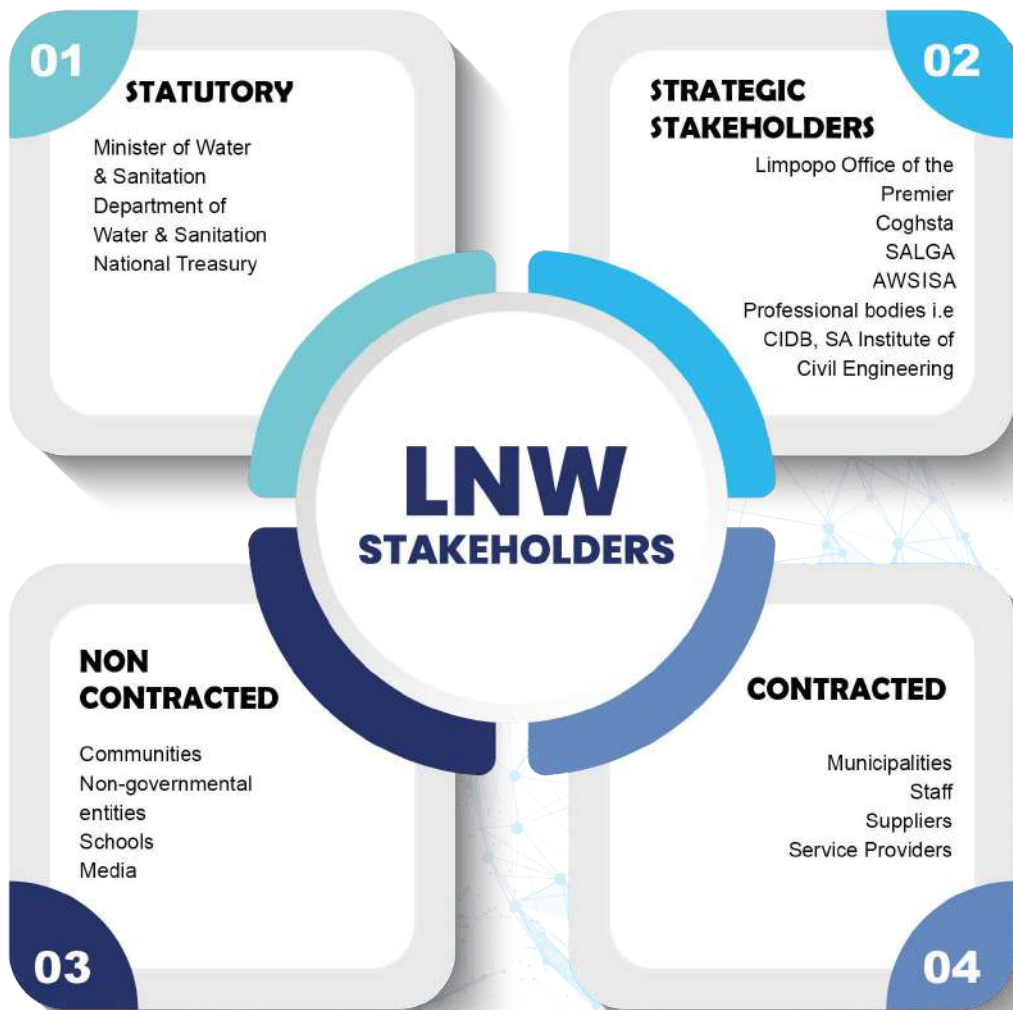 01
STATUTORY
Minister of Water
& Sanitation
Department of
Water & Sanitation
National Treasury
02
STRATEGIC
STAKEHOLDERS
Limpopo Office of the
Premier
Coghsta
SALGA
AWSISA
Professional bodies i.e
CIDB, SA Institute of
Civil Engineering
LNW
STAKEHOLDERS
NON
CONTRACTED
Communities
Non-governmental
entities
Schools
Media
03
CONTRACTED
Municipalities
Staff
Suppliers
Service Providers
04